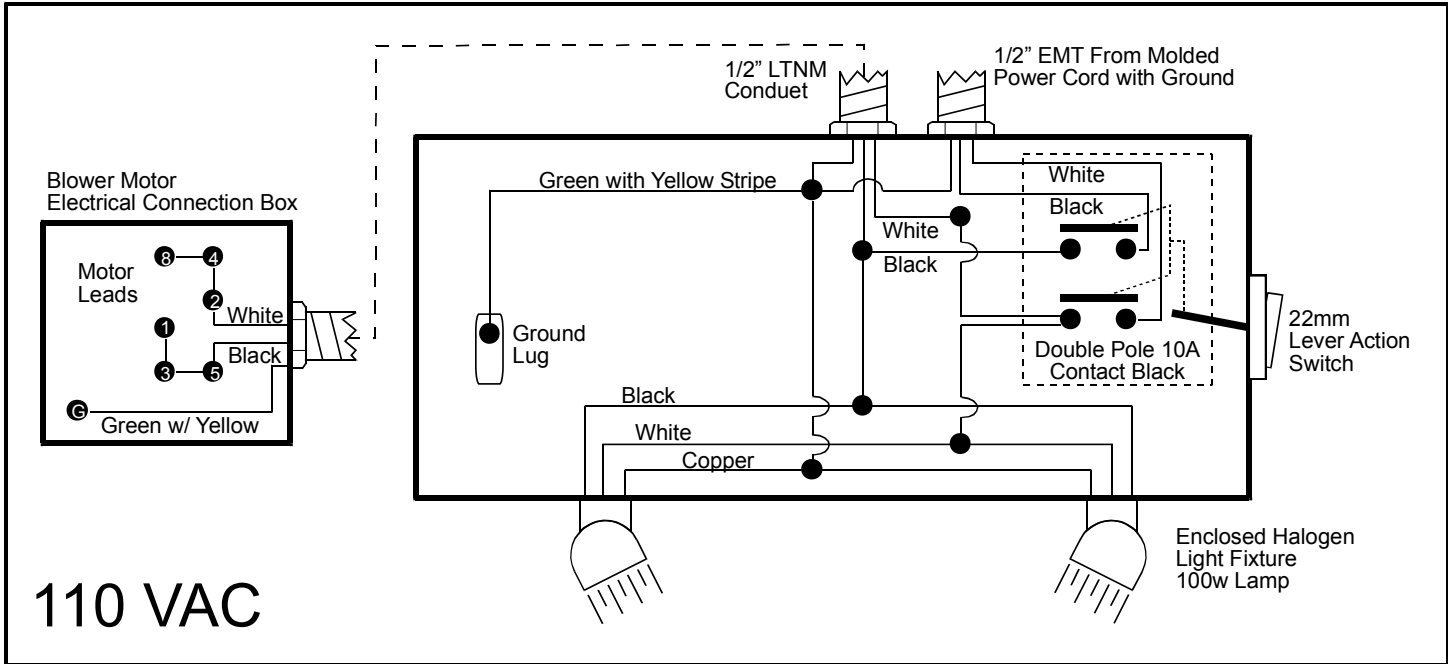 1/2” LTNM
Conduet
1/2” EMT From Molded
Power Cord with Ground
Blower Motor
Electrical Connection Box
Motor
Leads
8
4
2
1
3
5
G
White
Black
Green w/ Yellow
Green with Yellow Stripe
White
Black
White
Black
Ground
Lug
Double Pole 10A
Contact Black
22mm
Lever Action
Switch
Black
White
Copper
Enclosed Halogen
Light Fixture
100w Lamp
110 VAC